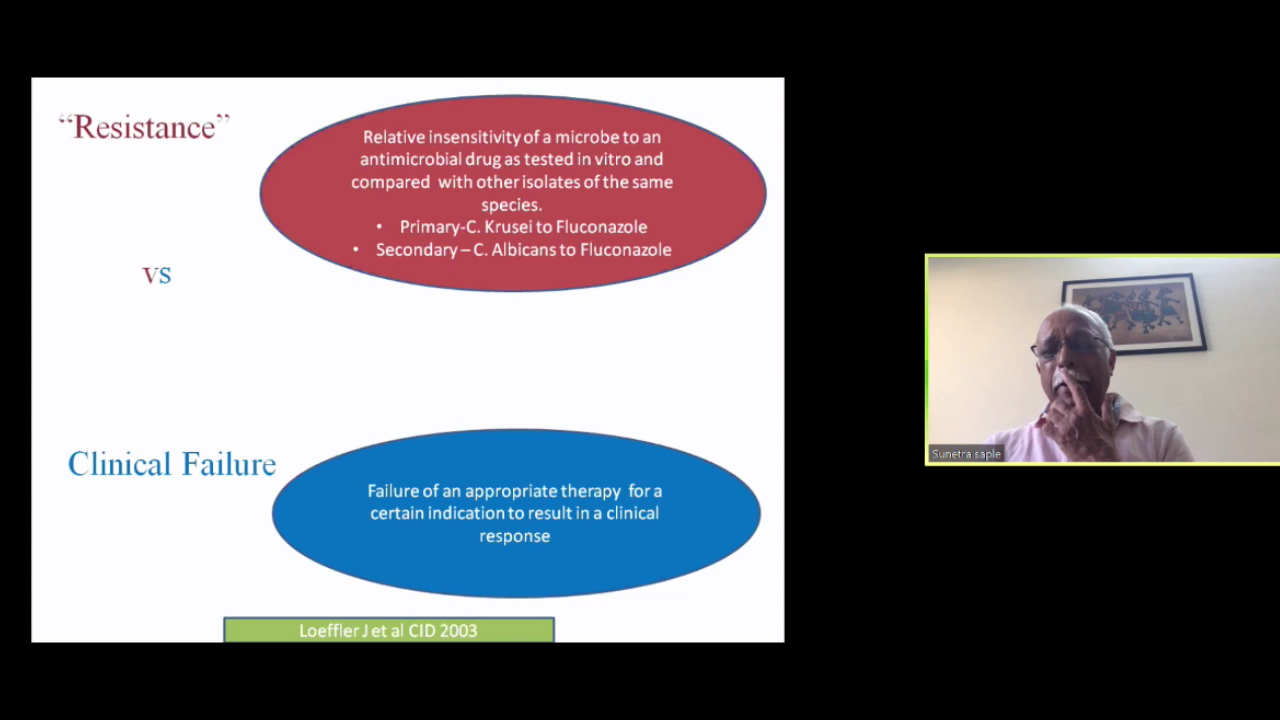 “Resistance”
Relative insensitivity of a microbe to an
antimicrobial drug as tested in vitro and
compared with other isolates of the same
species.
• Primary-C. Krusei to Fluconazole
• Secondary – C. Albicans to Fluconazole
vs
Clinical Failure
Failure of an appropriate therapy for a
certain indication to result in a clinical
response
Loeffler J et al CID 2003
Sunetra saple